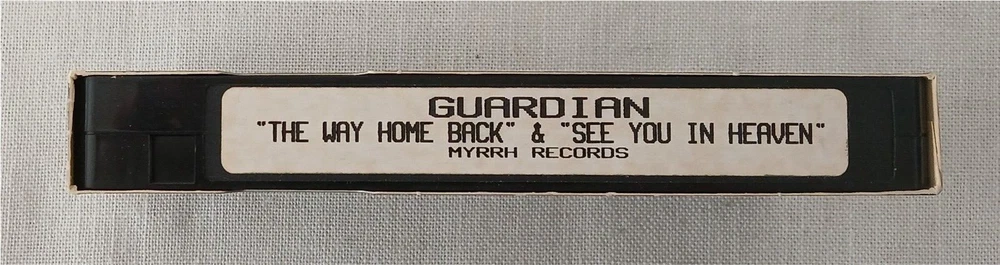 GUARDIAN
"THE WAY HOME BACK" & "SEE YOU IN HEAVEN"
MYRRH RECORDS